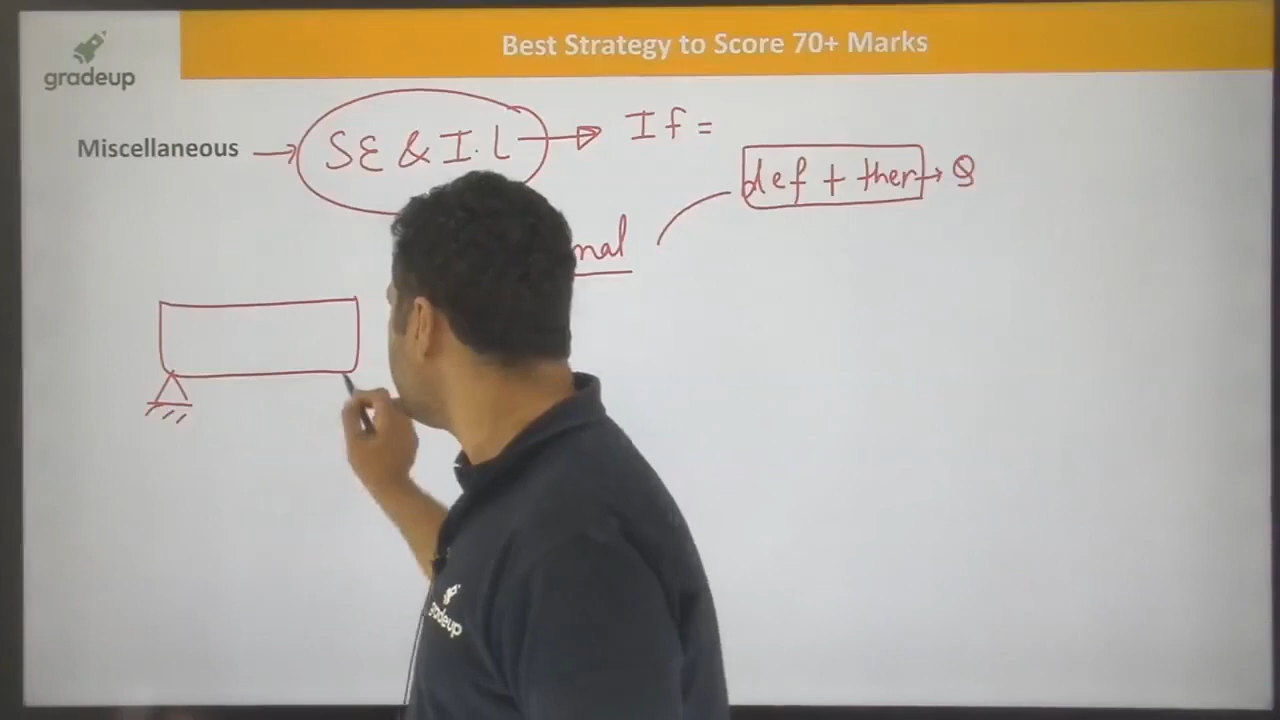 gradeup
Best Strategy to Score 70+ Marks
Miscellaneous → SE & I.L → If =
def + ther → Q
nal
gradeup